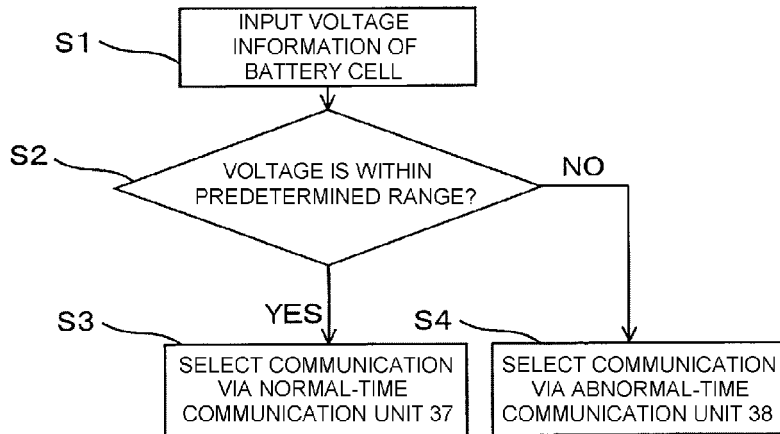 S1
INPUT VOLTAGE
INFORMATION OF
BATTERY CELL
S2
VOLTAGE IS WITHIN
PREDETERMINED RANGE?
NO
YES
S3
SELECT COMMUNICATION
VIA NORMAL-TIME
COMMUNICATION UNIT 37
S4
SELECT COMMUNICATION
VIA ABNORMAL-TIME
COMMUNICATION UNIT 38